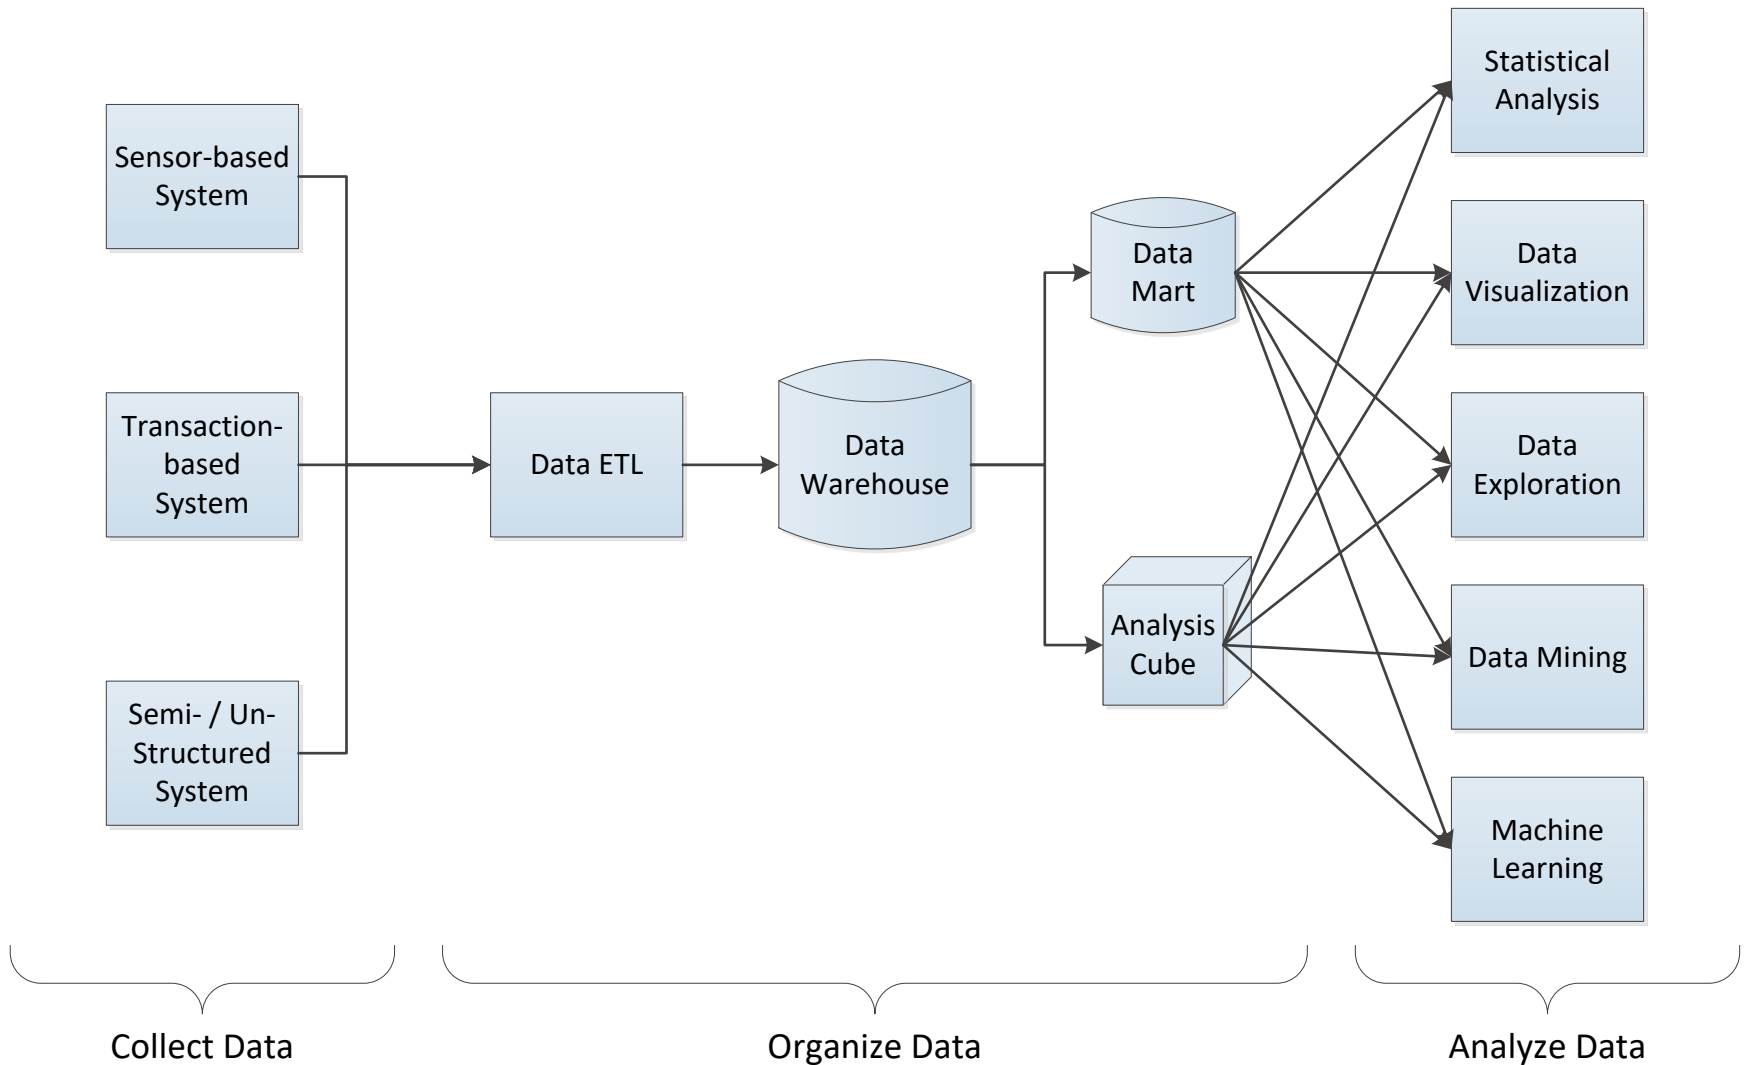 Sensor-based
System
Transaction-
based
System
Semi- / Un-
Structured
System
Data ETL
Data
Warehouse
Data
Mart
Analysis
Cube
Statistical
Analysis
Data
Visualization
Data
Exploration
Data Mining
Machine
Learning
Collect Data
Organize Data
Analyze Data